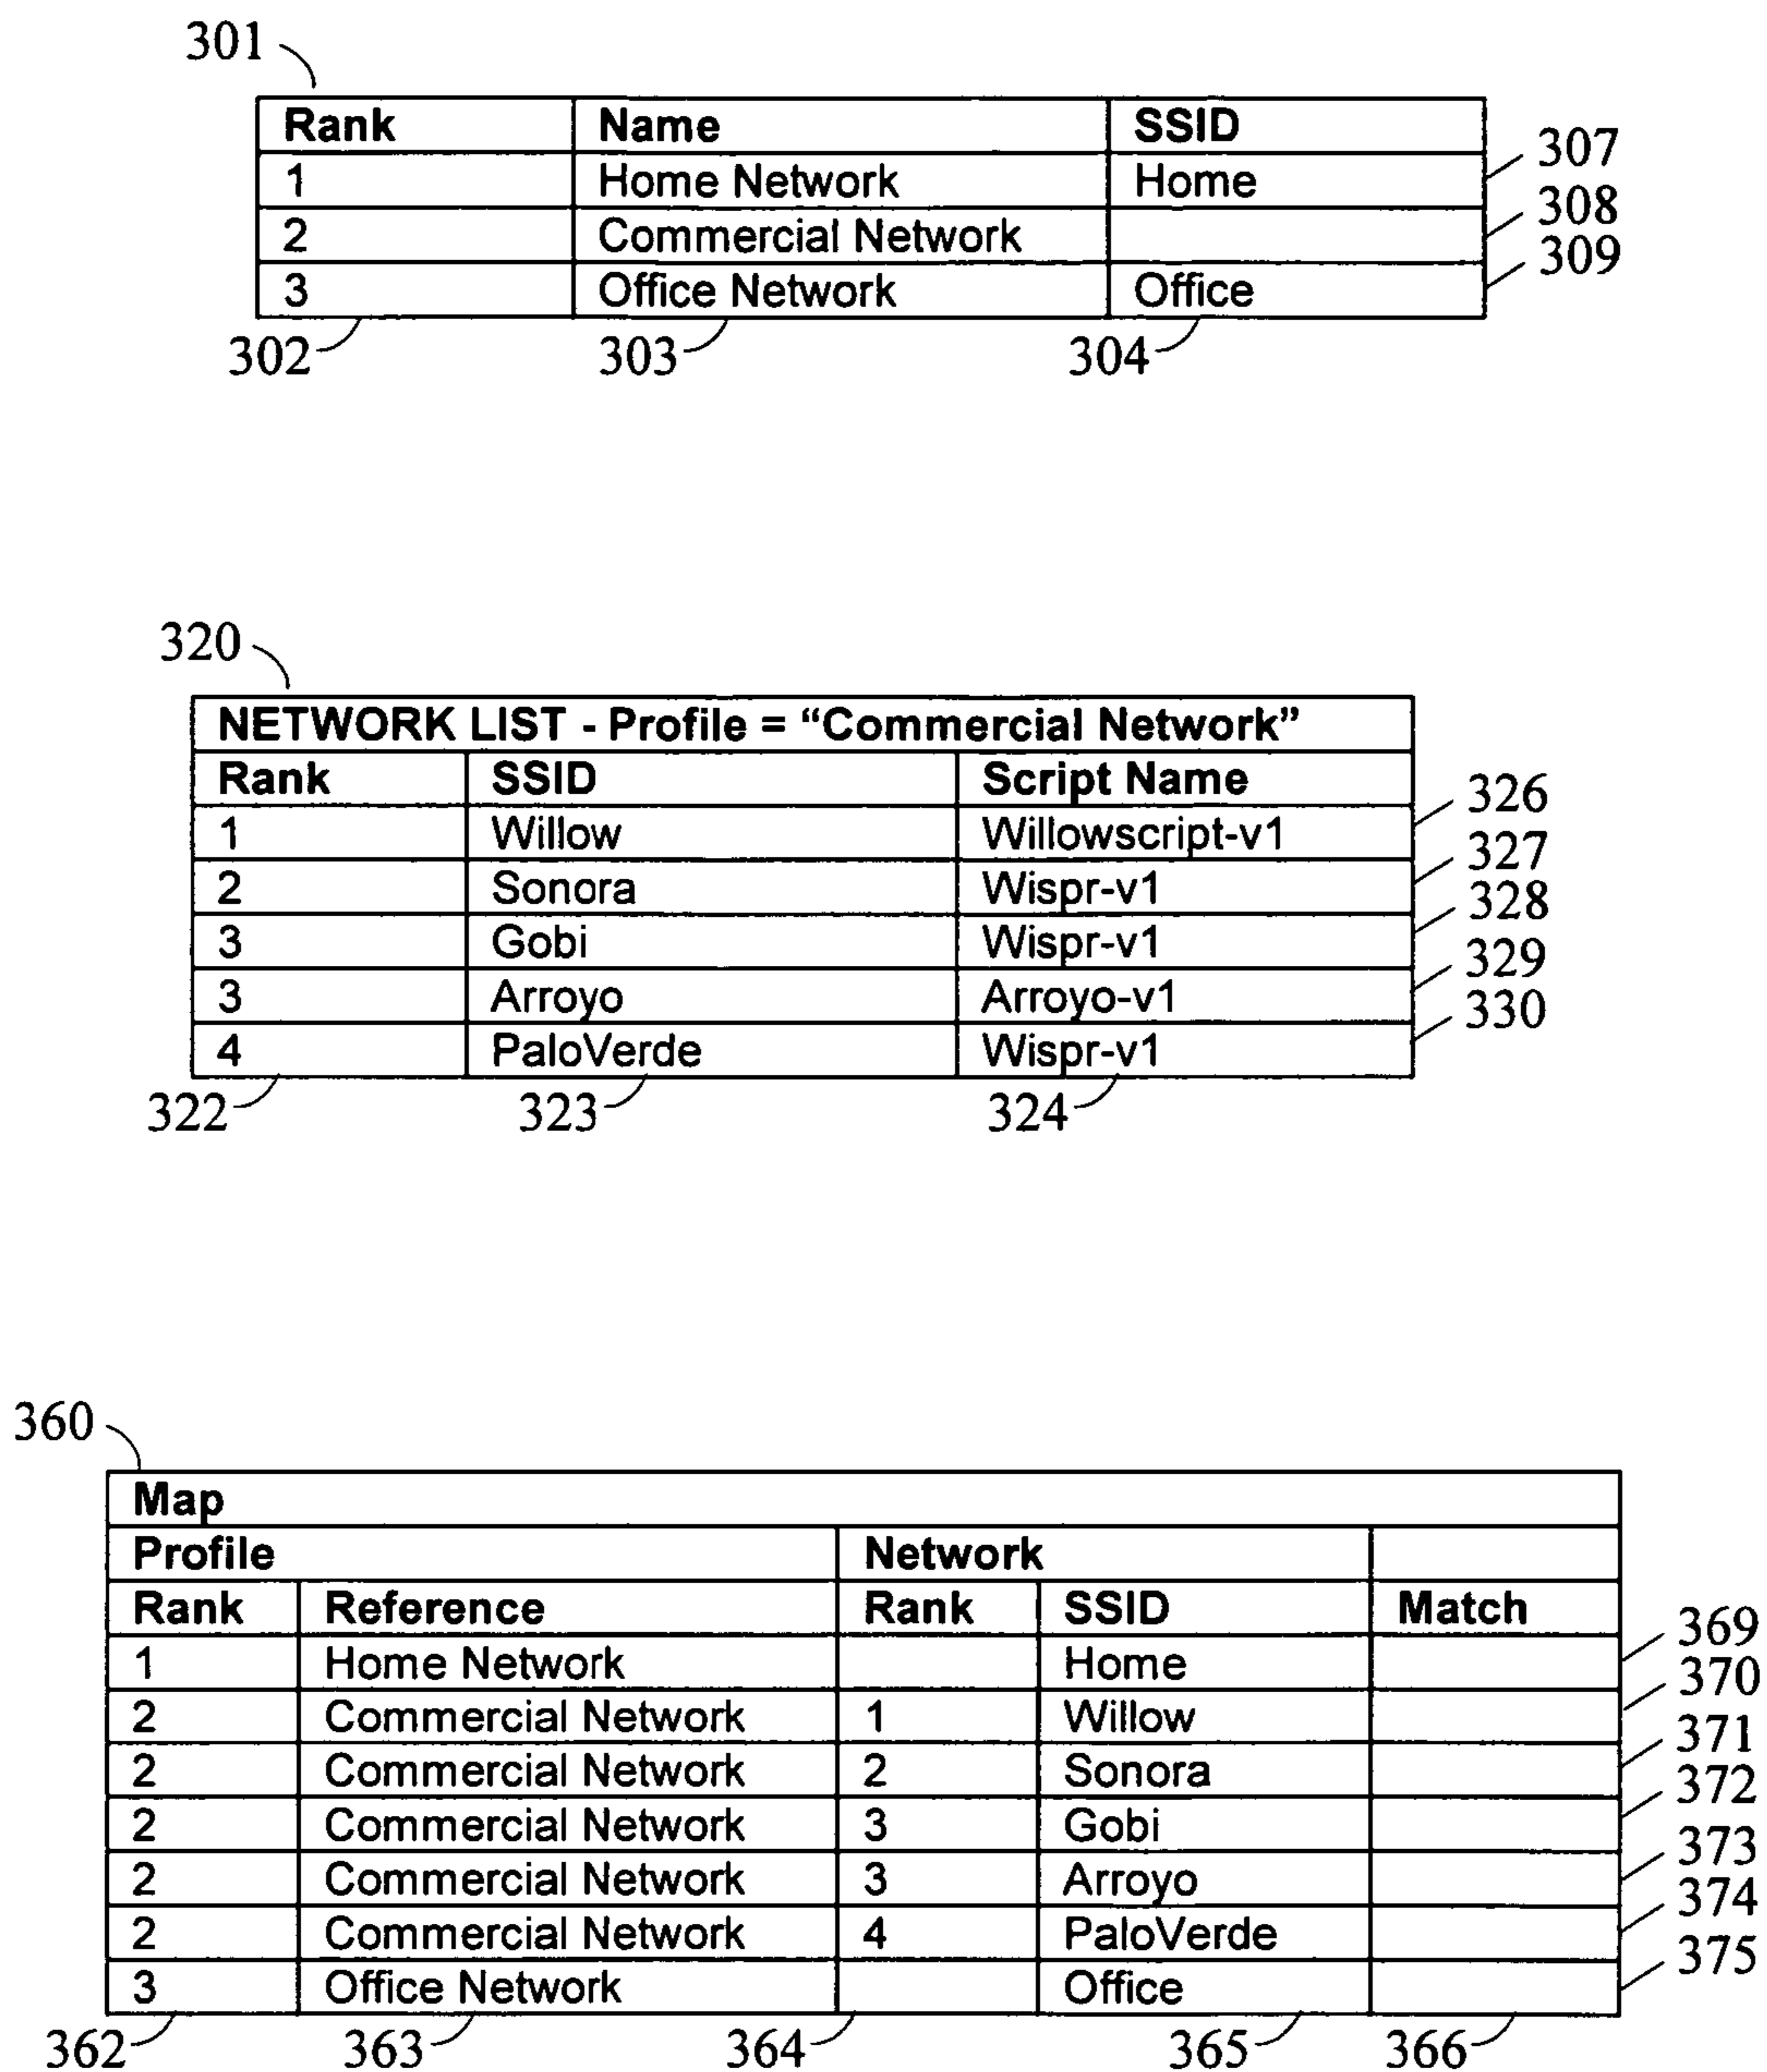 301
Rank Name SSID
1 Home Network Home 307
2 Commercial Network 308
3 Office Network Office 309
302 303 304
320
NETWORK LIST - Profile = “Commercial Network”
Rank SSID Script Name
1 Willow Willowscript-v1 326
2 Sonora Wispr-v1 327
3 Gobi Wispr-v1 328
3 Arroyo Arroyo-v1 329
4 PaloVerde Wispr-v1 330
322 323 324
360
Map
Profile Network
Rank Reference Rank SSID Match
1 Home Network Home 369
2 Commercial Network 1 Willow 370
2 Commercial Network 2 Sonora 371
2 Commercial Network 3 Gobi 372
2 Commercial Network 3 Arroyo 373
2 Commercial Network 4 PaloVerde 374
3 Office Network Office 375
362 363 364 365 366